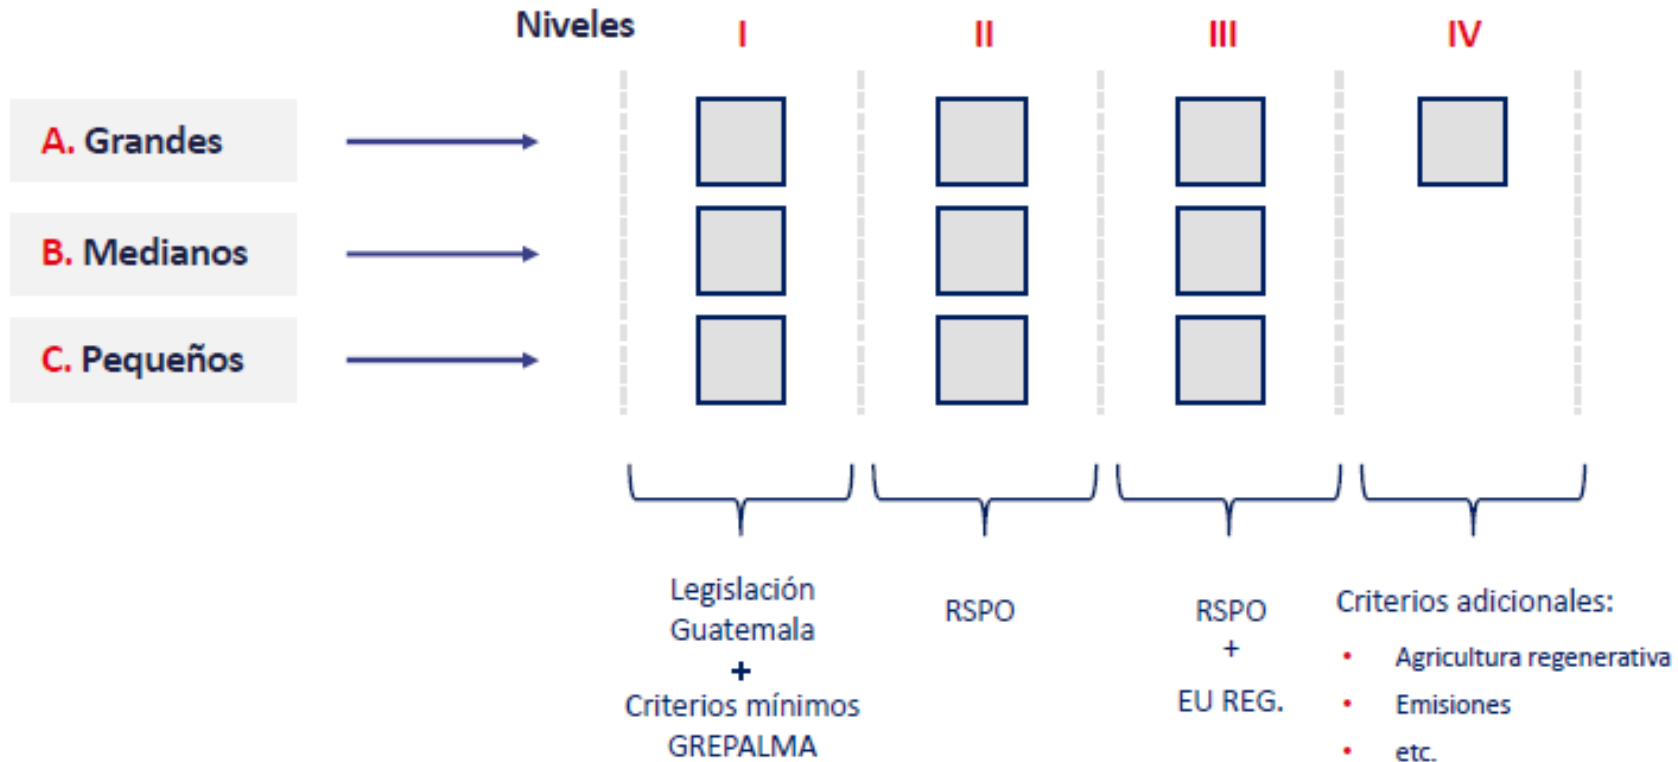 Niveles I II III IV
A. Grandes
B. Medianos
C. Pequeños
Legislación
Guatemala
+
Criterios mínimos
GREPALMA
RSPO
RSPO
+
EU REG.
Criterios adicionales:
• Agricultura regenerativa
• Emisiones
• etc.